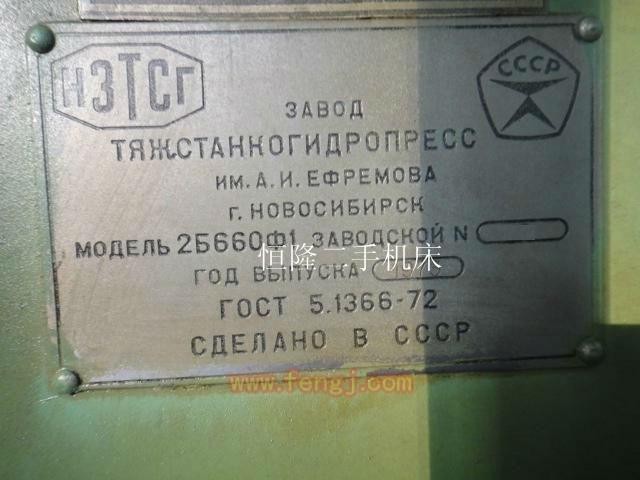 НЗТСГ
СССР
ЗАВОД
ТЯЖСТАНКОГИДРОПРЕСС
ИМ. А. И. ЕФРЕМОВА
Г. НОВОСИБИРСК
МОДЕЛЬ 2Б660Ф1 ЗАВОДСКОЙ N
恒隆二手机床
ГОД ВЫПУСКА
ГОСТ 5.1366-72
СДЕЛАНО В СССР
www.fengj.com